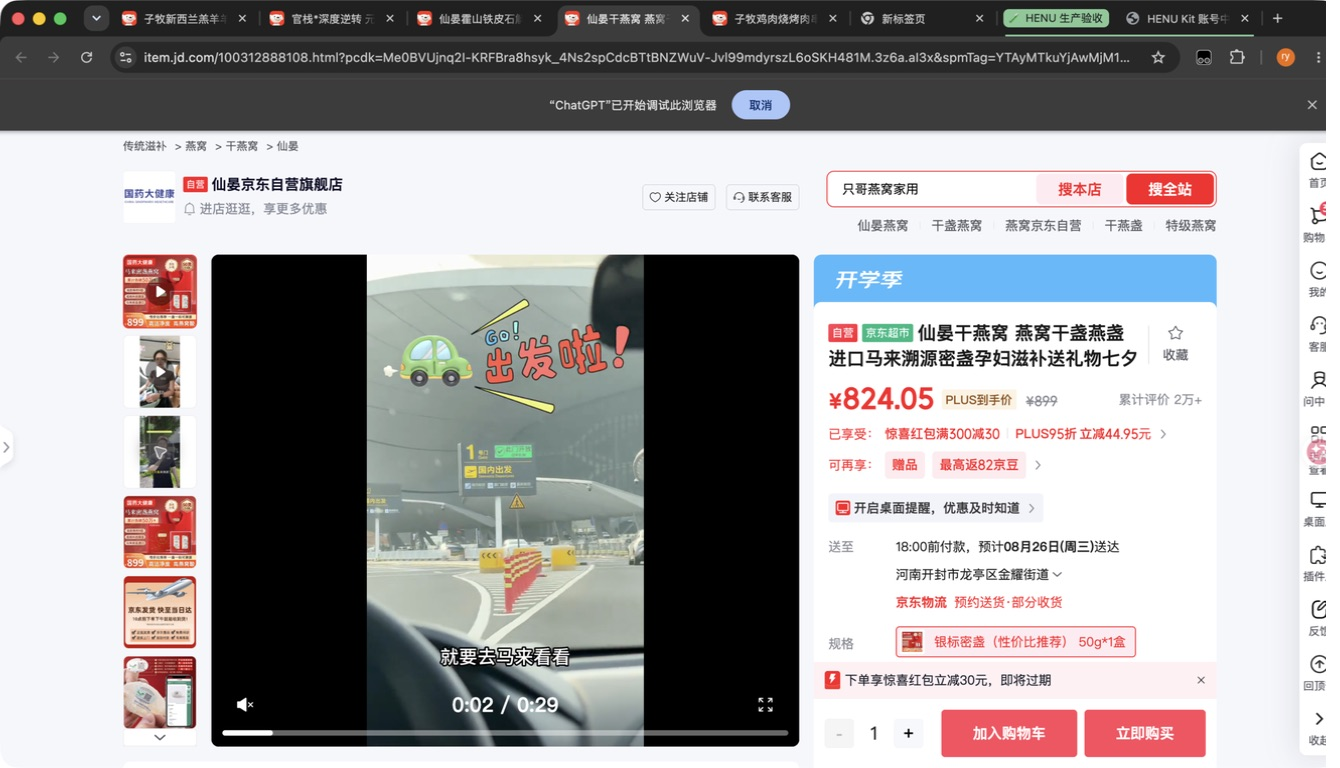 子牧新西兰羔羊
官栈*深度逆转 元
仙晏霍山铁皮石
仙晏干燕窝 燕窝
子牧鸡肉烧烤肉
新标签页
HENU 生产验收
HENU Kit 账号中
item.jd.com/100312888108.html?pcdk=Me0BVUjnq2I-KRFBra8hsyk_4Ns2spCdcBTtBNZWuV-Jvl99mdyrszL6oSKH481M.3z6a.al3x&spmTag=YTAyMTkuYjAwMjM1...
ry
“ChatGPT”已开始调试此浏览器
取消
传统滋补 > 燕窝 > 干燕窝 > 仙晏
国药大健康
自营 仙晏京东自营旗舰店
进店逛逛，享更多优惠
关注店铺
联系客服
只哥燕窝家用
搜本店
搜全站
仙晏燕窝
干盏燕窝
燕窝京东自营
干燕盏
特级燕窝
国药大健康
899
国药大健康
899
京东发货 快至当日达
Go!
出发啦!
国内出发
就要去马来看看
0:02 / 0:29
开学季
自营 京东超市 仙晏干燕窝 燕窝干盏燕盏
进口马来溯源密盏孕妇滋补送礼物七夕
收藏
¥824.05 PLUS到手价 ¥899
累计评价 2万+
已享受： 惊喜红包满300减30 PLUS95折 立减44.95元 >
可再享： 赠品 最高返82京豆 >
开启桌面提醒，优惠及时知道 >
送至
18:00前付款，预计08月26日(周三)送达
河南开封市龙亭区金耀街道
京东物流 预约送货·部分收货
规格
银标密盏（性价比推荐） 50g*1盒
下单享惊喜红包立减30元，即将过期
- 1 +
加入购物车
立即购买
首页
购物
我的
客服
问中
查看
桌面
插件
反馈
回顶
收起